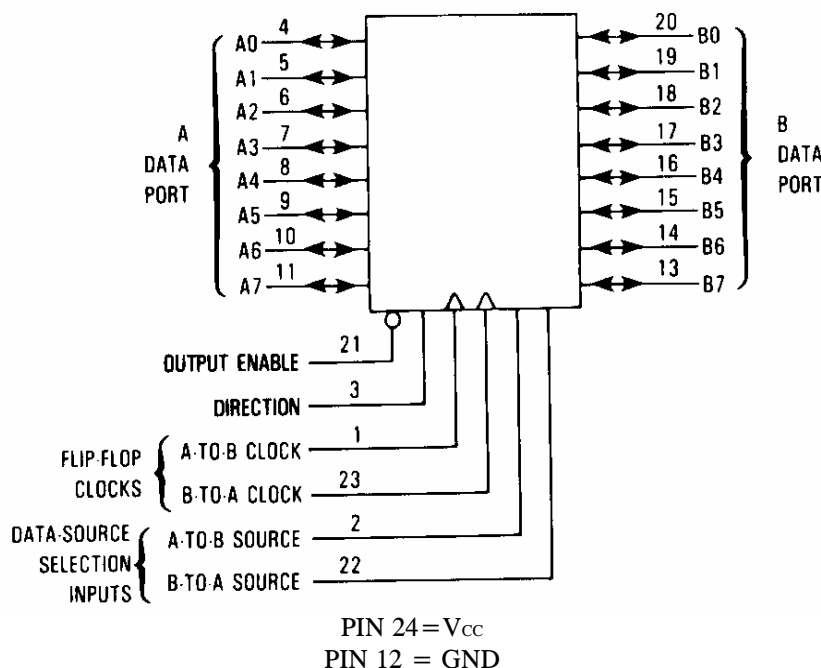 A0 4 20 B0
A1 5 19 B1
A2 6 18 B2
A3 7 17 B3
A4 8 16 B4
A5 9 15 B5
A6 10 14 B6
A7 11 13 B7
A
DATA
PORT
B
DATA
PORT
OUTPUT ENABLE 21
DIRECTION 3
FLIP-FLOP
CLOCKS
A-TO-B CLOCK 1
B-TO-A CLOCK 23
DATA-SOURCE
SELECTION
INPUTS
A-TO-B SOURCE 2
B-TO-A SOURCE 22
PIN 24=VCC
PIN 12 = GND